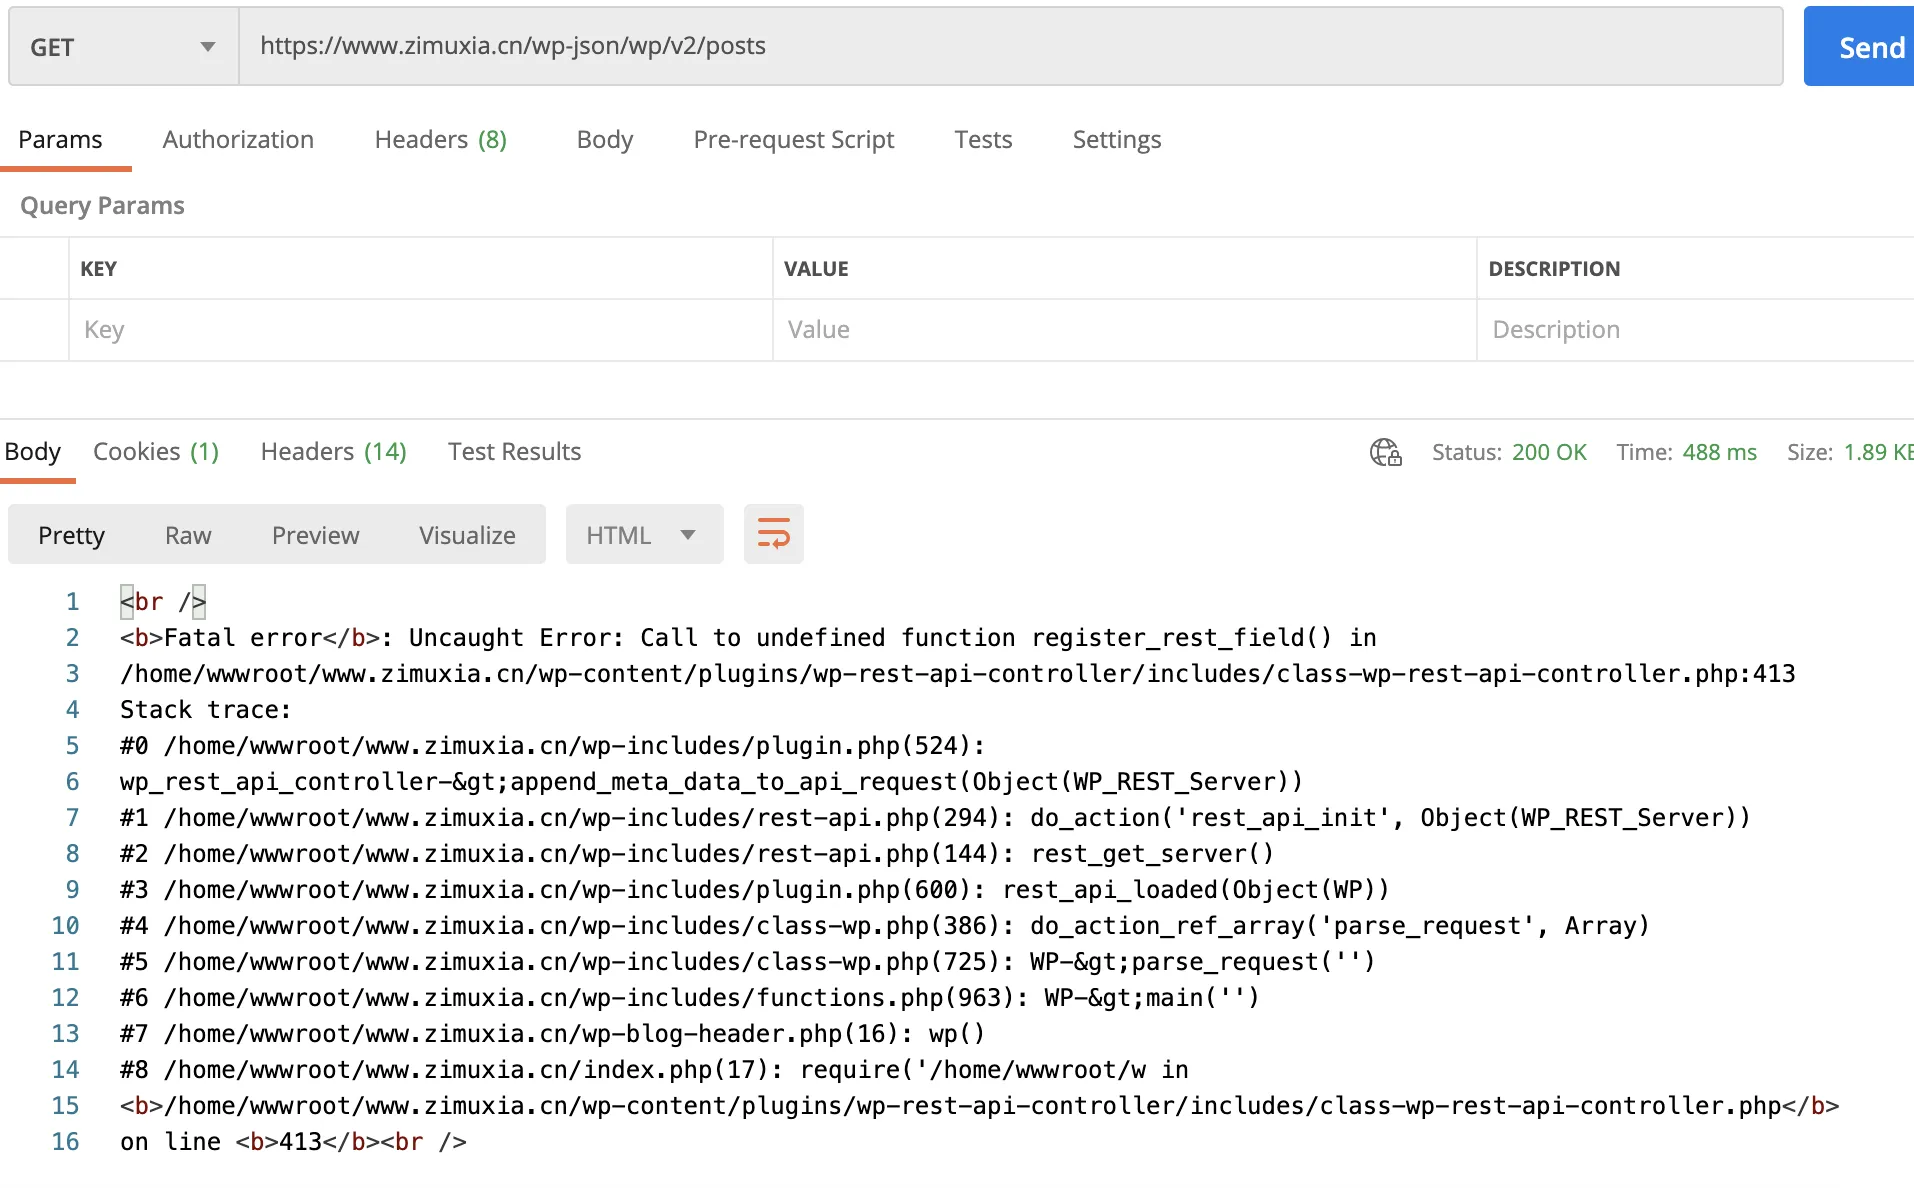 GET https://www.zimuxia.cn/wp-json/wp/v2/posts Send
Params Authorization Headers (8) Body Pre-request Script Tests Settings
Query Params
KEY VALUE DESCRIPTION
Key Value Description
Body Cookies (1) Headers (14) Test Results Status: 200 OK Time: 488 ms Size: 1.89 KB
Pretty Raw Preview Visualize HTML
1 <br />
2 <b>Fatal error</b>: Uncaught Error: Call to undefined function register_rest_field() in
3 /home/wwwroot/www.zimuxia.cn/wp-content/plugins/wp-rest-api-controller/includes/class-wp-rest-api-controller.php:413
4 Stack trace:
5 #0 /home/wwwroot/www.zimuxia.cn/wp-includes/plugin.php(524):
6 wp_rest_api_controller-&gt;append_meta_data_to_api_request(Object(WP_REST_Server))
7 #1 /home/wwwroot/www.zimuxia.cn/wp-includes/rest-api.php(294): do_action('rest_api_init', Object(WP_REST_Server))
8 #2 /home/wwwroot/www.zimuxia.cn/wp-includes/rest-api.php(144): rest_get_server()
9 #3 /home/wwwroot/www.zimuxia.cn/wp-includes/plugin.php(600): rest_api_loaded(Object(WP))
10 #4 /home/wwwroot/www.zimuxia.cn/wp-includes/class-wp.php(386): do_action_ref_array('parse_request', Array)
11 #5 /home/wwwroot/www.zimuxia.cn/wp-includes/class-wp.php(725): WP-&gt;parse_request('')
12 #6 /home/wwwroot/www.zimuxia.cn/wp-includes/functions.php(963): WP-&gt;main('')
13 #7 /home/wwwroot/www.zimuxia.cn/wp-blog-header.php(16): wp()
14 #8 /home/wwwroot/www.zimuxia.cn/index.php(17): require('/home/wwwroot/w in
15 <b>/home/wwwroot/www.zimuxia.cn/wp-content/plugins/wp-rest-api-controller/includes/class-wp-rest-api-controller.php</b>
16 on line <b>413</b><br />